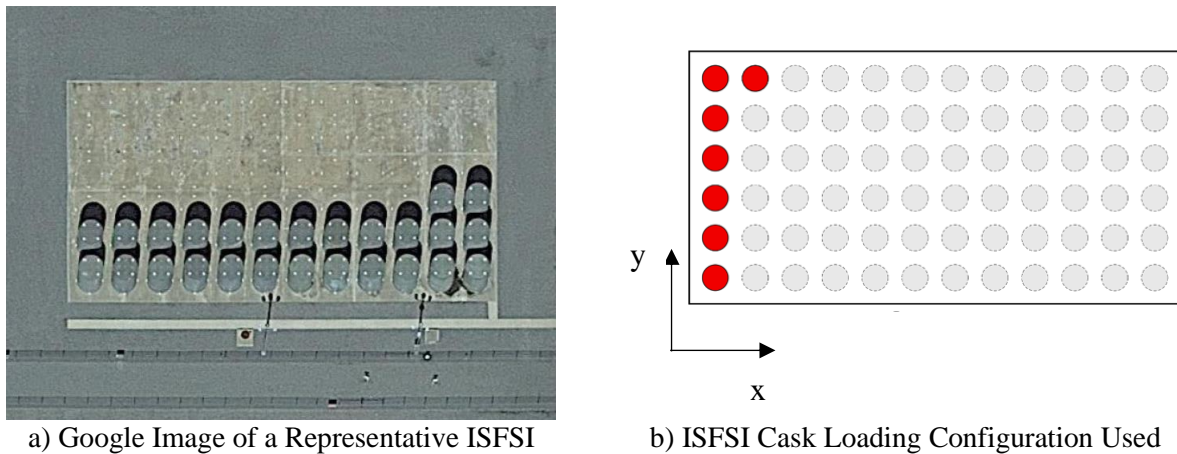 y
x
a) Google Image of a Representative ISFSI
b) ISFSI Cask Loading Configuration Used